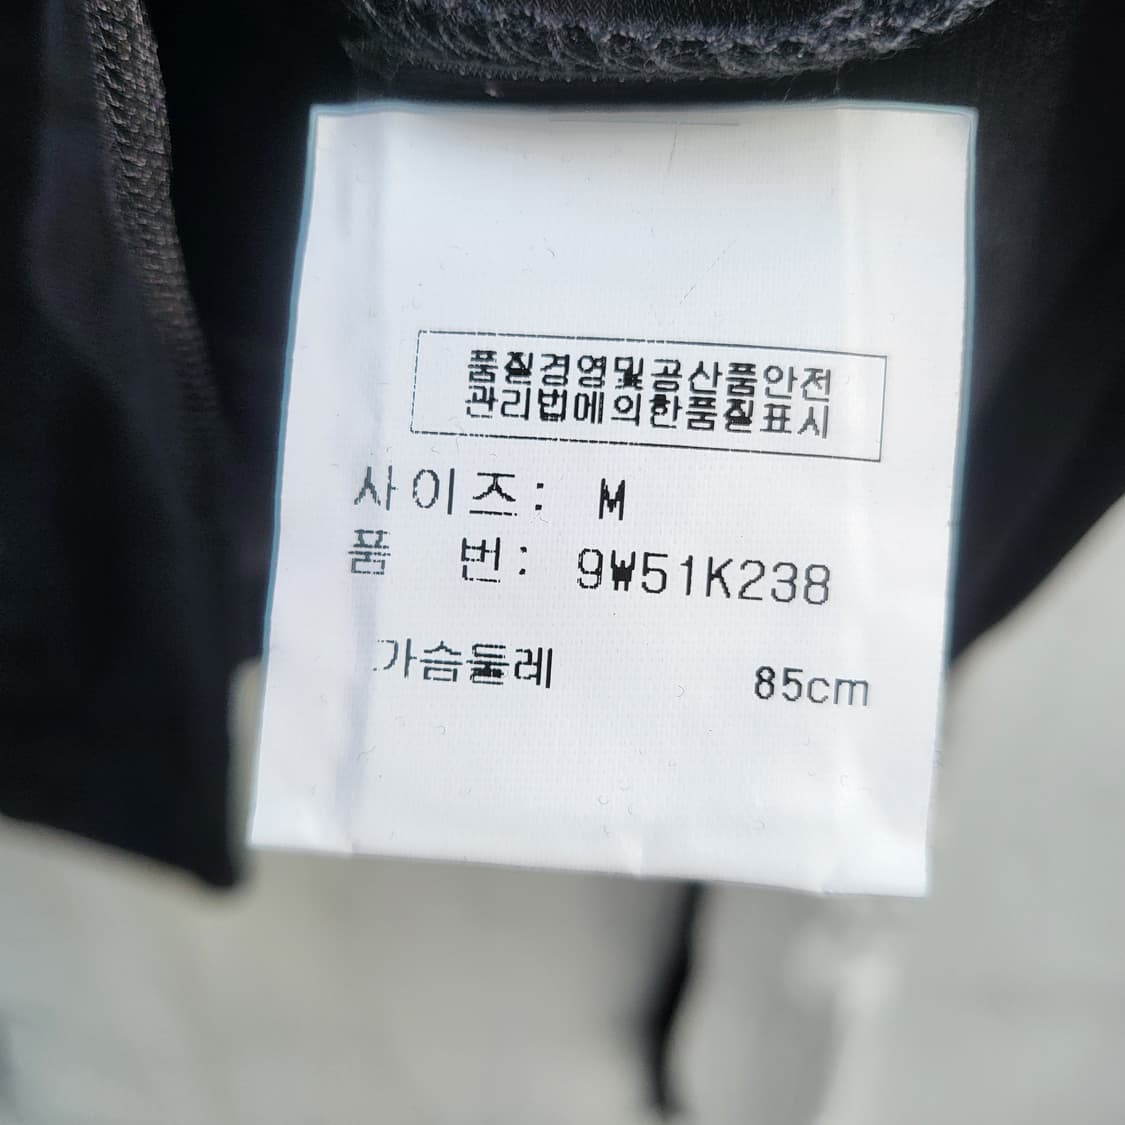 품질경영및공산품안전
관리법에의한품질표시
사이즈: M
품 번: 9W51K238
가슴둘레 85cm